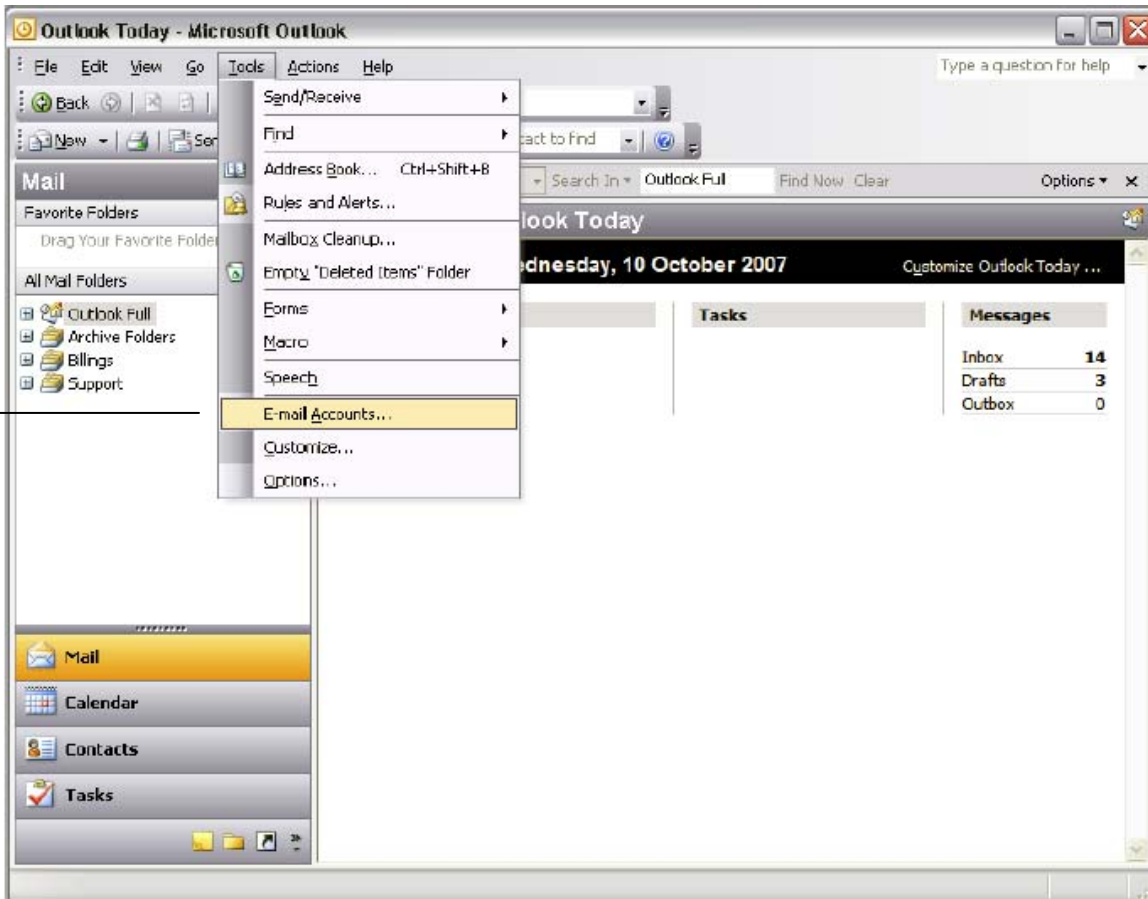 Outlook Today - Microsoft Outlook
File Edit View Go Tools Actions Help Type a question for help
Back
New
Send/Receive
Find
Address Book... Ctrl+Shift+B
Rules and Alerts...
Mailbox Cleanup...
Empty "Deleted Items" Folder
Forms
Macro
Speech
E-mail Accounts...
Customize...
Options...
to find
Mail
Search In Outlook Full Find Now Clear Options
Favorite Folders
Drag Your Favorite
look Today
ednesday, 10 October 2007 Customize Outlook Today ...
All Mail Folders
Outlook Full
Archive Folders
Billings
Support
Tasks
Messages
Inbox 14
Drafts 3
Outbox 0
Mail
Calendar
Contacts
Tasks